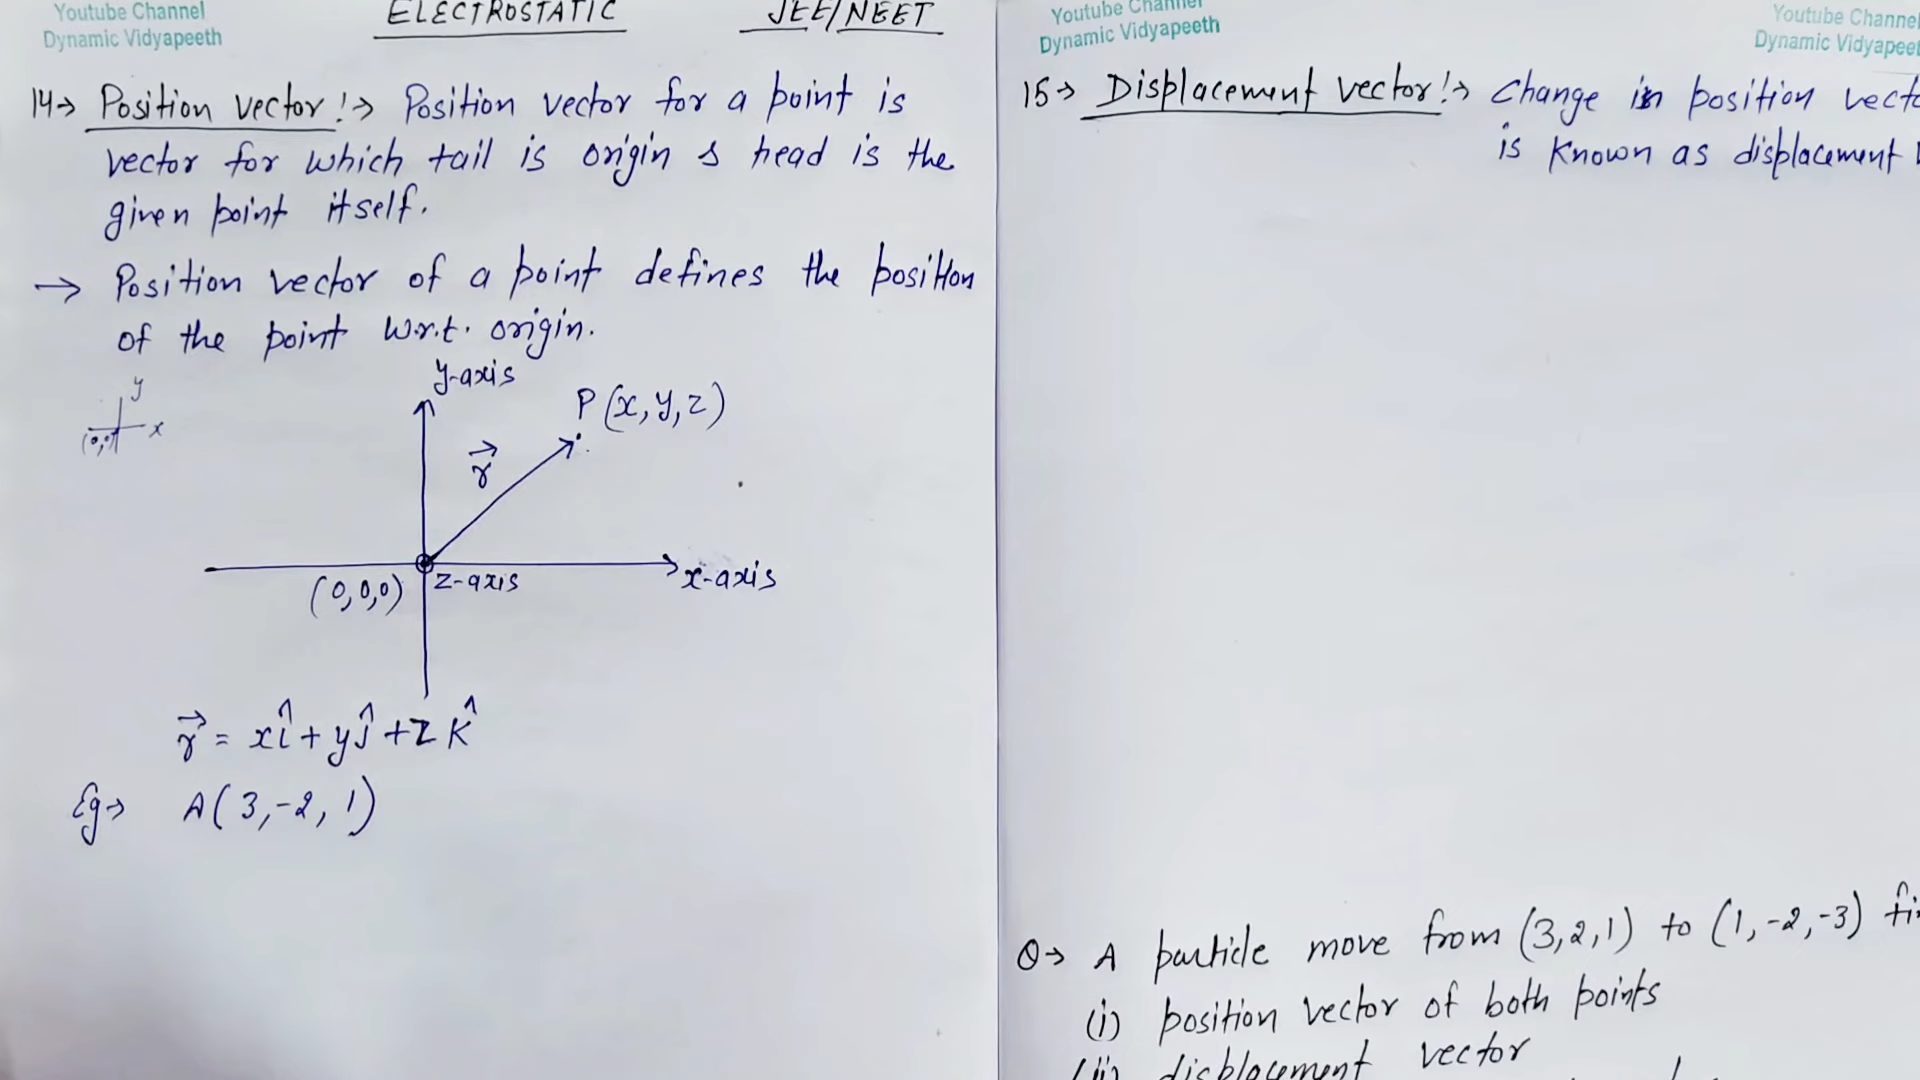 Youtube Channel
Dynamic Vidyapeeth
ELECTROSTATIC JEE/NEET
14→ Position vector!→ Position vector for a point is
vector for which tail is origin & head is the
given point itself.
→ Position vector of a point defines the position
of the point w.r.t. origin.
y-axis
y
x
(0,0)
P(x,y,z)
r⃗
x-axis
z-axis
(0,0,0)
r⃗ = xî + yĵ + z k̂
Eg→ A(3,-2, 1)
Youtube Channel
Dynamic Vidyapeeth
Youtube Channel
Dynamic Vidyapeet
15→ Displacement vector!→ Change in position vecto
is known as displacement
Q→ A particle move from (3,2,1) to (1,-2,-3) fi
(i) position vector of both points
(ii) displacement vector